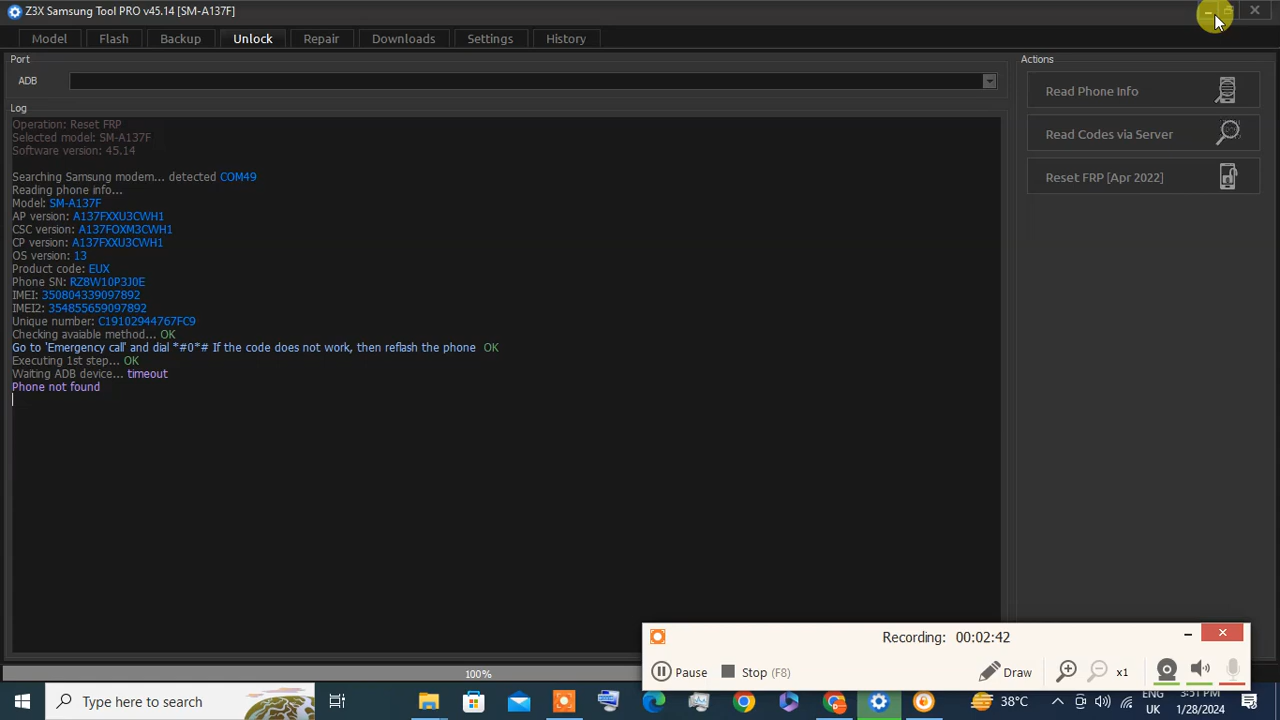 Z3X Samsung Tool PRO v45.14 [SM-A137F]
Model Flash Backup Unlock Repair Downloads Settings History
Port
ADB
Log
Operation: Reset FRP
Selected model: SM-A137F
Software version: 45.14
Searching Samsung modem... detected COM49
Reading phone info...
Model: SM-A137F
AP version: A137FXXU3CWH1
CSC version: A137FOXM3CWH1
CP version: A137FXXU3CWH1
OS version: 13
Product code: EUX
Phone SN: RZ8W10P3J0E
IMEI: 350804339097892
IMEI2: 354855659097892
Unique number: C19102944767FC9
Checking avaiable method... OK
Go to 'Emergency call' and dial *#0*# If the code does not work, then reflash the phone OK
Executing 1st step... OK
Waiting ADB device... timeout
Phone not found
Actions
Read Phone Info
Read Codes via Server
Reset FRP [Apr 2022]
100%
Recording: 00:02:42
Pause Stop (F8) Draw x1
Type here to search
38°C
ENG
UK
3:51 PM
1/28/2024